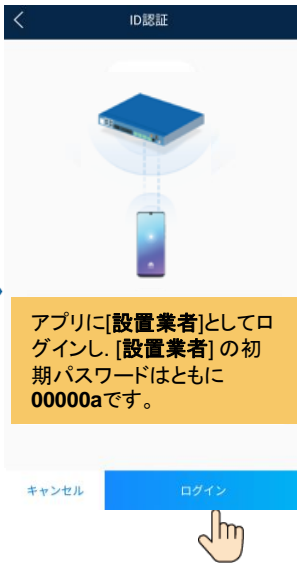 ID認証
アプリに[設置業者]としてロ
グインし. [設置業者] の初
期パスワードはともに
00000aです。
キャンセル
ログイン